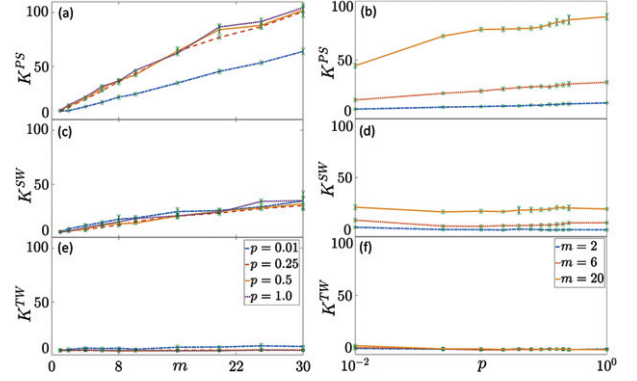 100 (a) (b) 100
K^{PS} 50 50 K^{PS}
0 0
100 (c) (d) 100
K^{SW} 50 50 K^{SW}
0
100 (e) (f) 100
p = 0.01 m = 2
p = 0.25 m = 6
p = 0.5 m = 20
p = 1.0
K^{TW} 50 50 K^{TW}
0 0
0 8 m 22 30 10^{-2} p 10^{0}